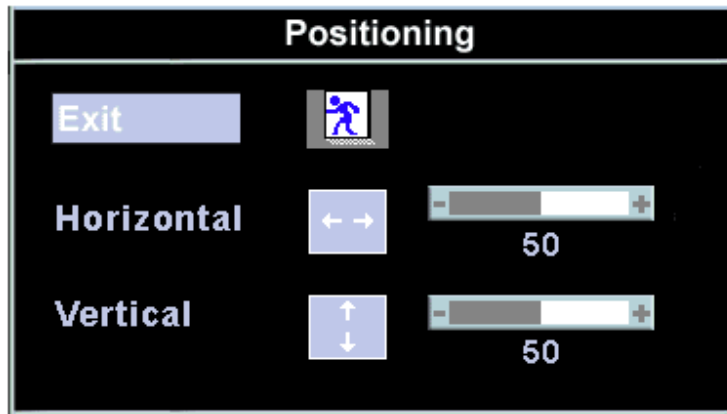 Positioning
Exit
Horizontal
- +
50
Vertical
- +
50